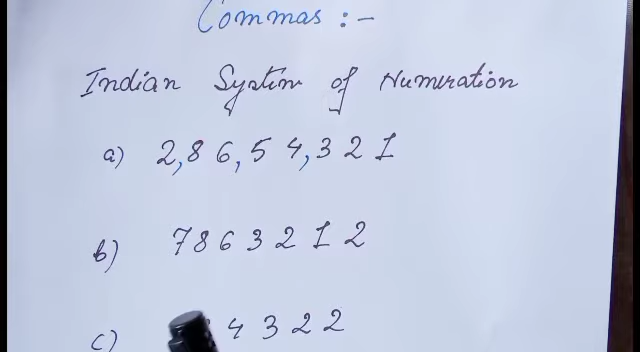 Commas :-
Indian System of Numeration
a) 2,86,54,321
b) 7863212
c) 4322